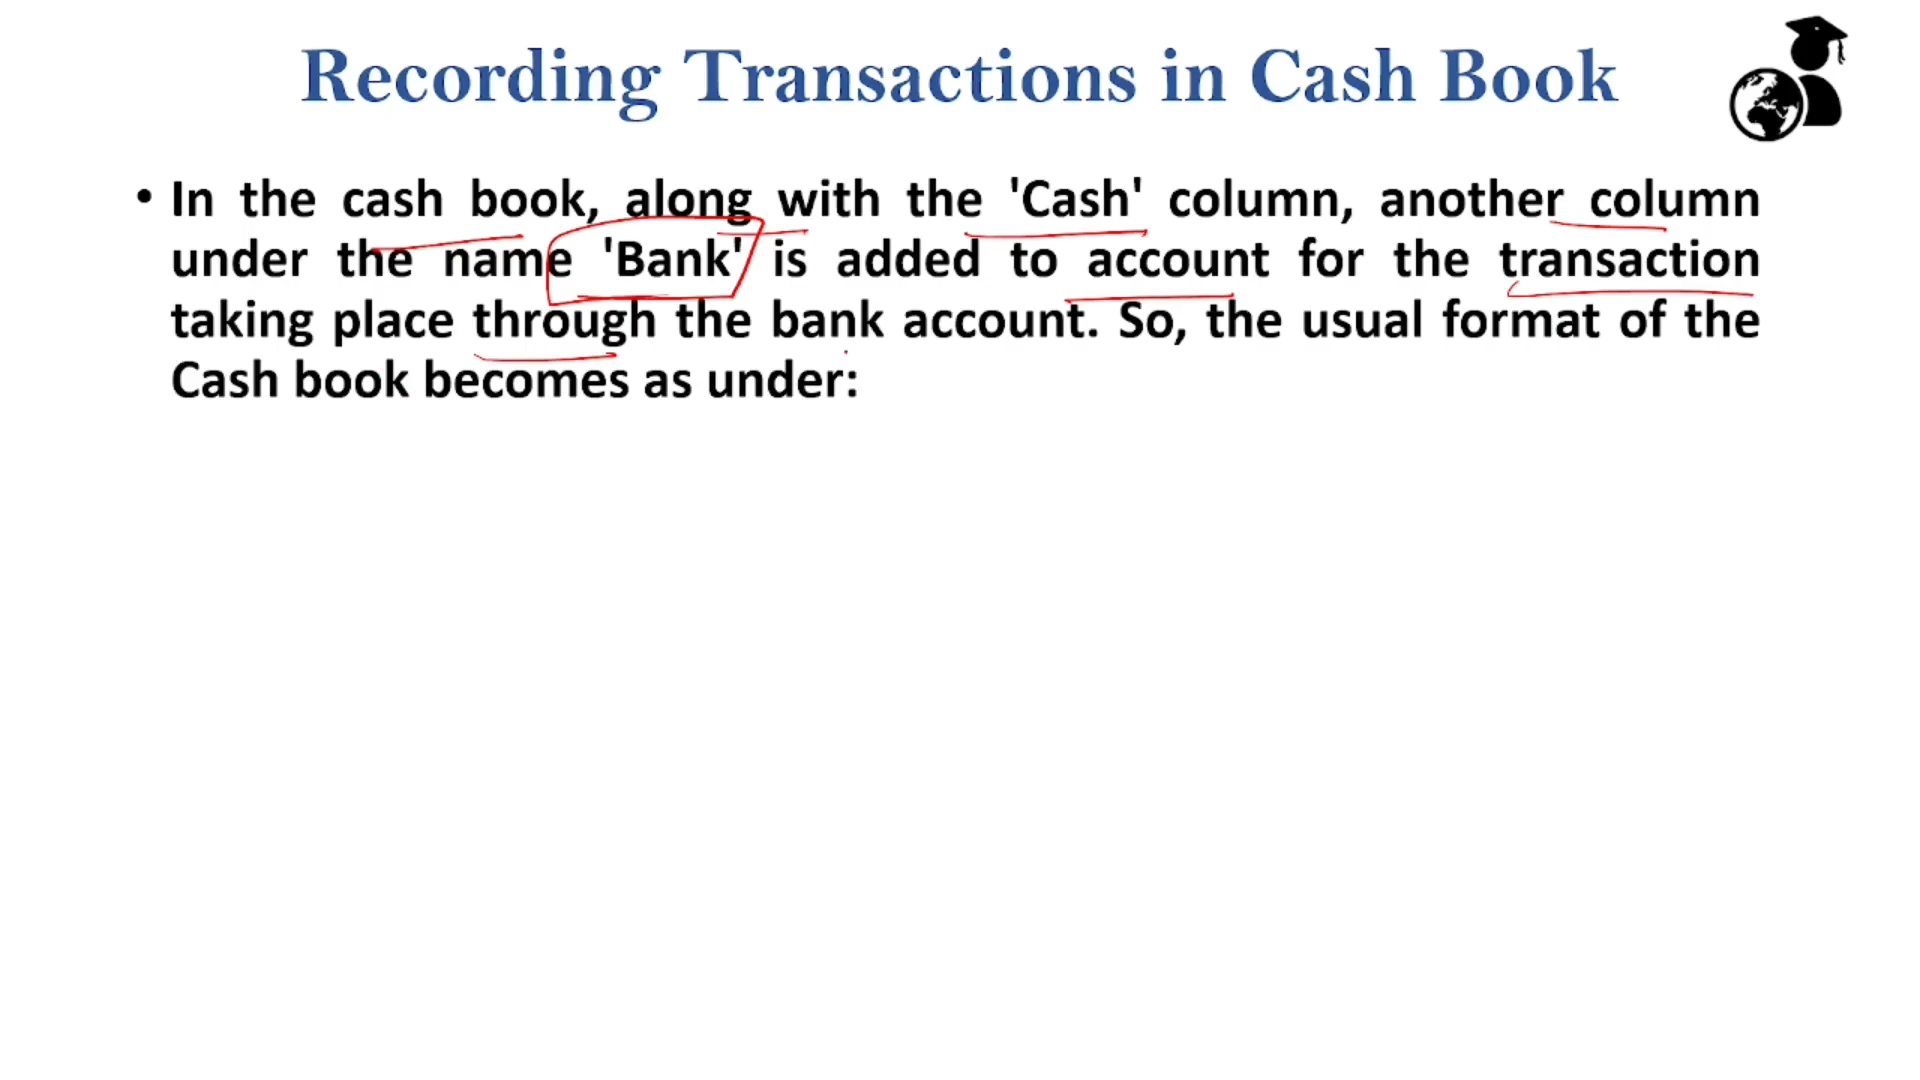 Recording Transactions in Cash Book
• In the cash book, along with the 'Cash' column, another column
under the name 'Bank' is added to account for the transaction
taking place through the bank account. So, the usual format of the
Cash book becomes as under: